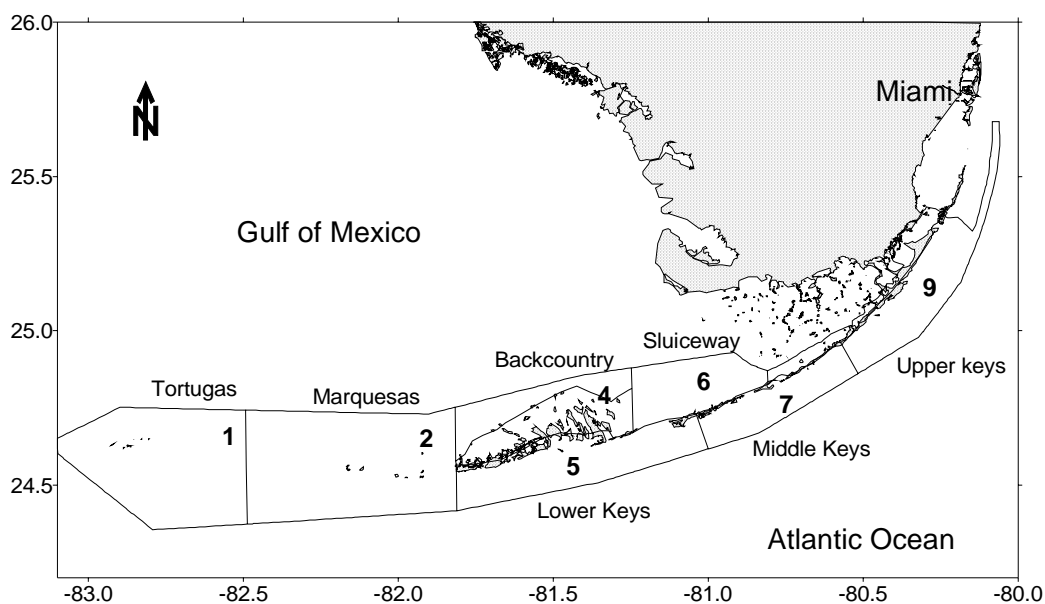 26.0
Miami
N
25.5
Gulf of Mexico
9
25.0
Sluiceway
Backcountry
Upper keys
Tortugas
Marquesas
6
4
7
1
2
Middle Keys
5
24.5
Lower Keys
Atlantic Ocean
-83.0 -82.5 -82.0 -81.5 -81.0 -80.5 -80.0